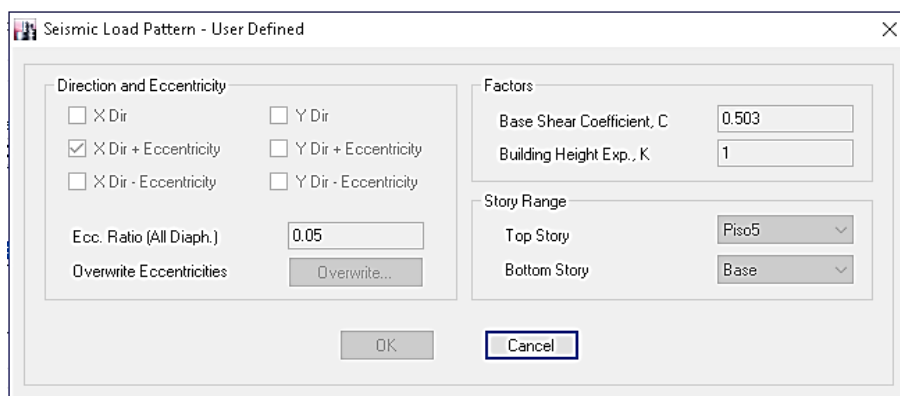 Seismic Load Pattern - User Defined
Direction and Eccentricity
X Dir
Y Dir
X Dir + Eccentricity
Y Dir + Eccentricity
X Dir - Eccentricity
Y Dir - Eccentricity
Ecc. Ratio (All Diaph.)
0.05
Overwrite Eccentricities
Overwrite...
Factors
Base Shear Coefficient, C
0.503
Building Height Exp., K
1
Story Range
Top Story
Piso5
Bottom Story
Base
OK
Cancel